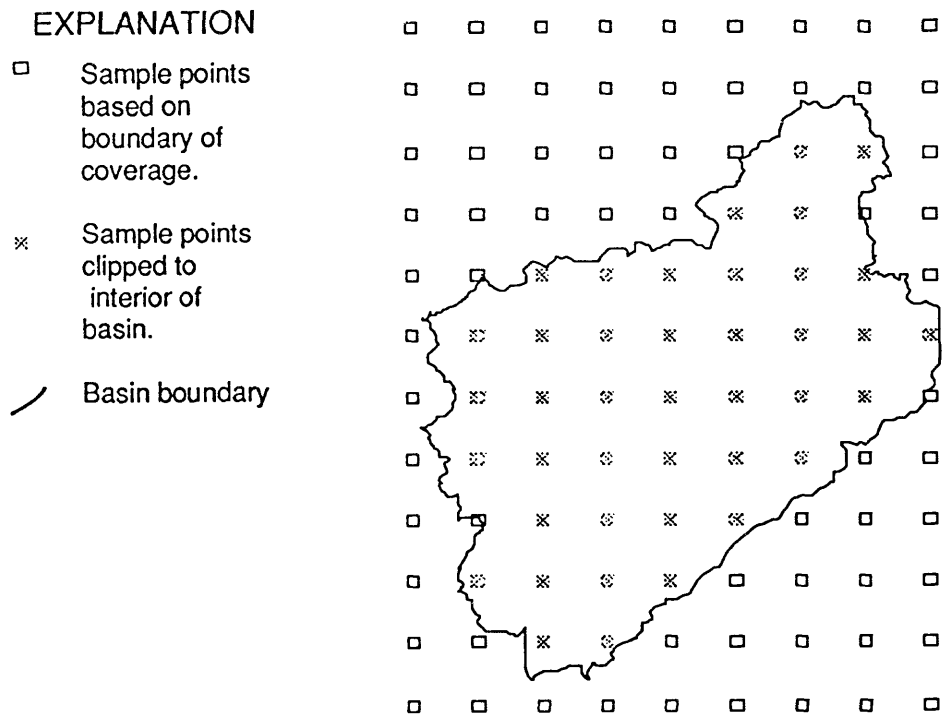 EXPLANATION
Sample points
based on
boundary of
coverage.
Sample points
clipped to
interior of
basin.
Basin boundary